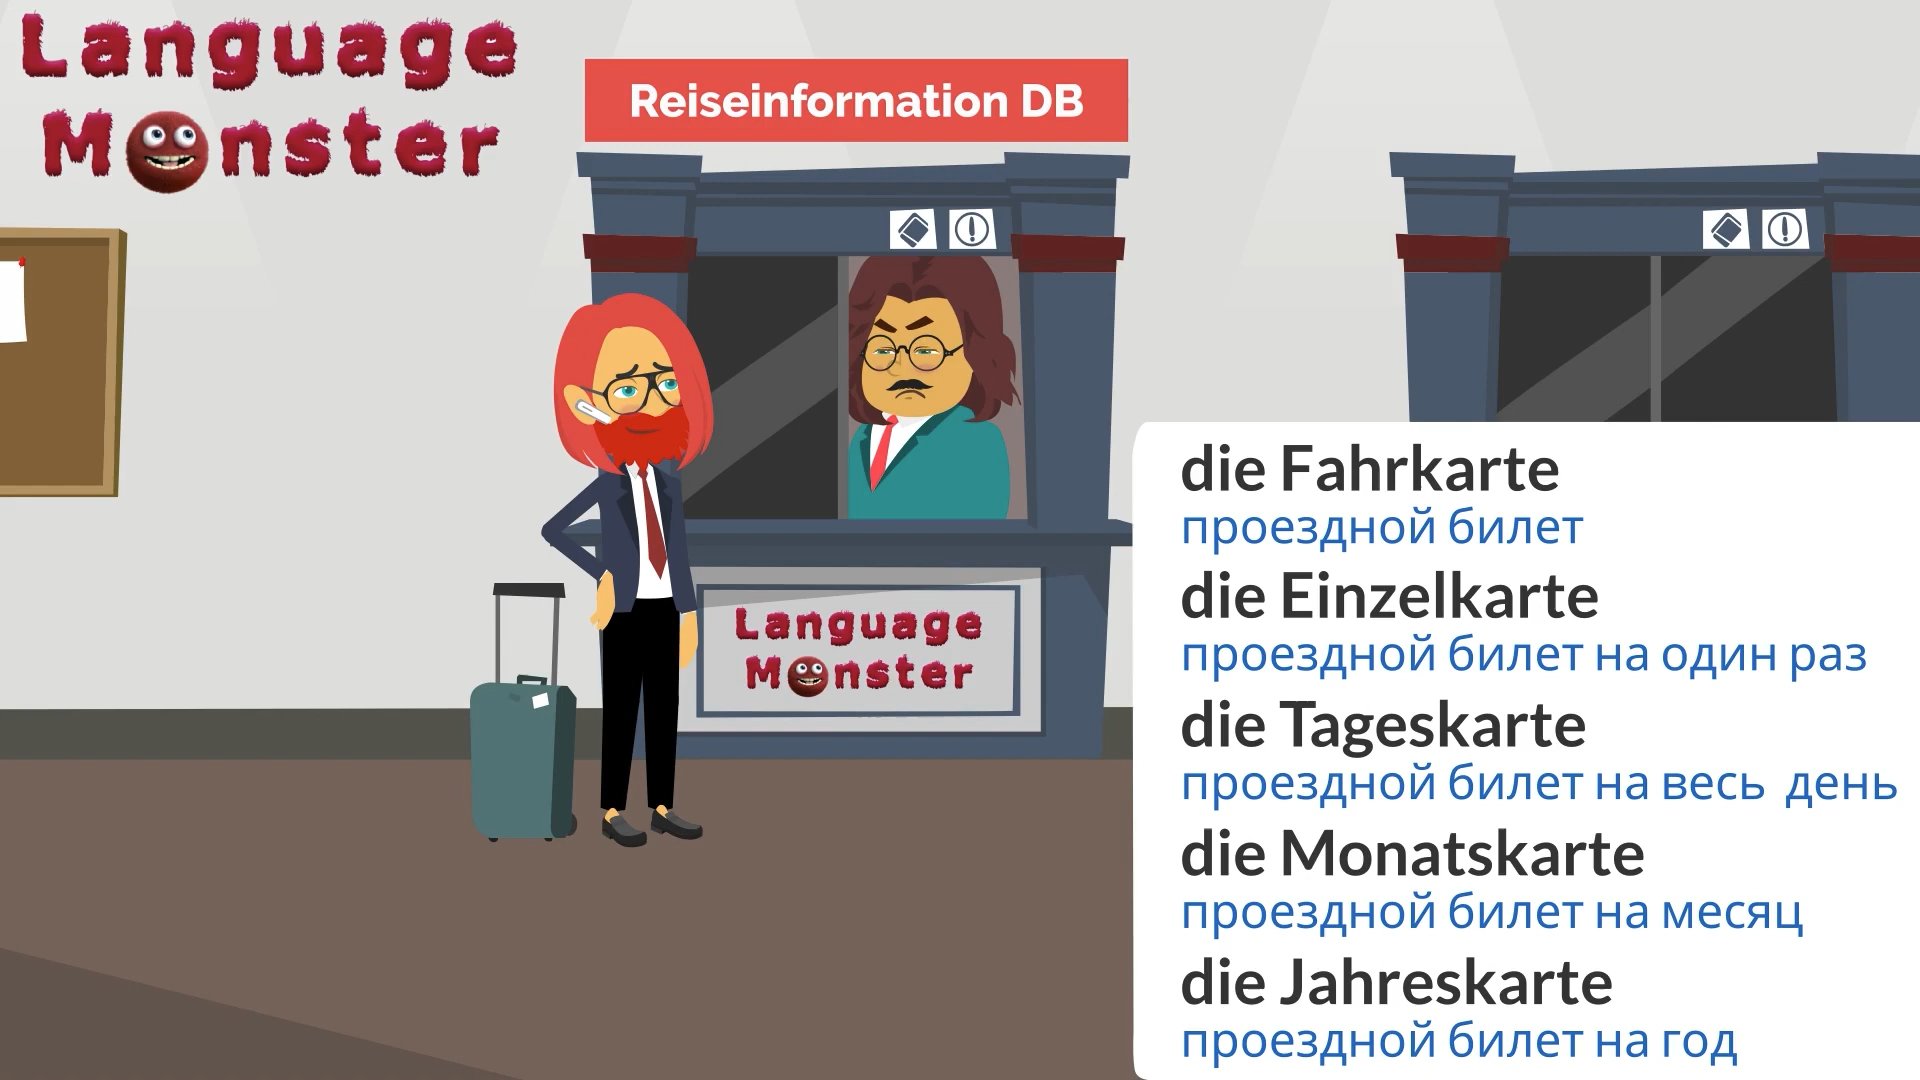 Language
Monster
Reiseinformation DB
Language
Monster
die Fahrkarte
проездной билет
die Einzelkarte
проездной билет на один раз
die Tageskarte
проездной билет на весь день
die Monatskarte
проездной билет на месяц
die Jahreskarte
проездной билет на год